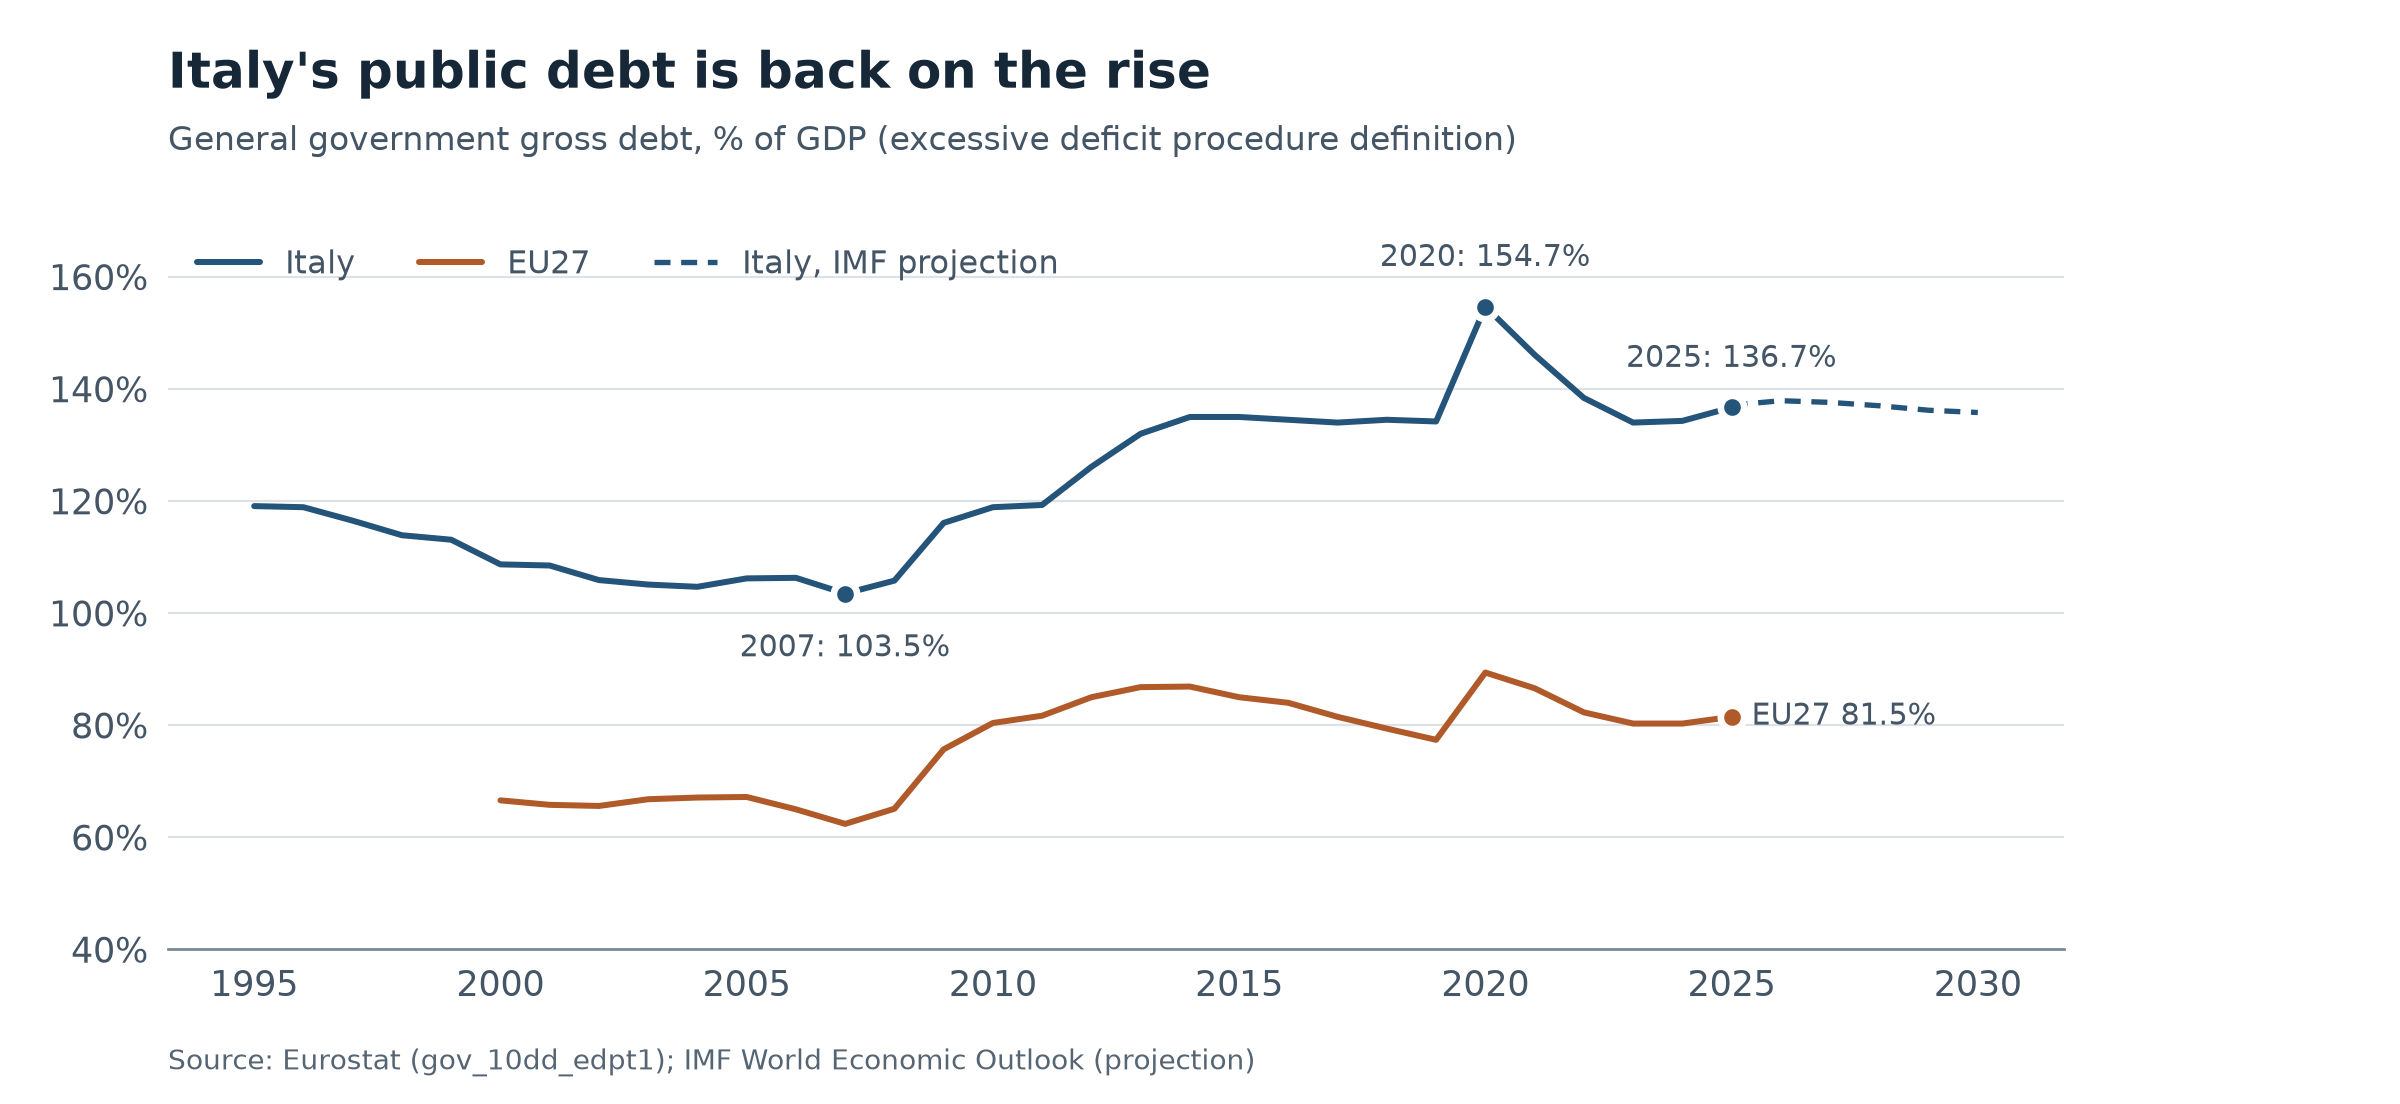 Italy's public debt is back on the rise
General government gross debt, % of GDP (excessive deficit procedure definition)
Italy
EU27
Italy, IMF projection
2020: 154.7%
160%
2025: 136.7%
140%
120%
100%
2007: 103.5%
EU27 81.5%
80%
60%
40%
1995 2000 2005 2010 2015 2020 2025 2030
Source: Eurostat (gov_10dd_edpt1); IMF World Economic Outlook (projection)